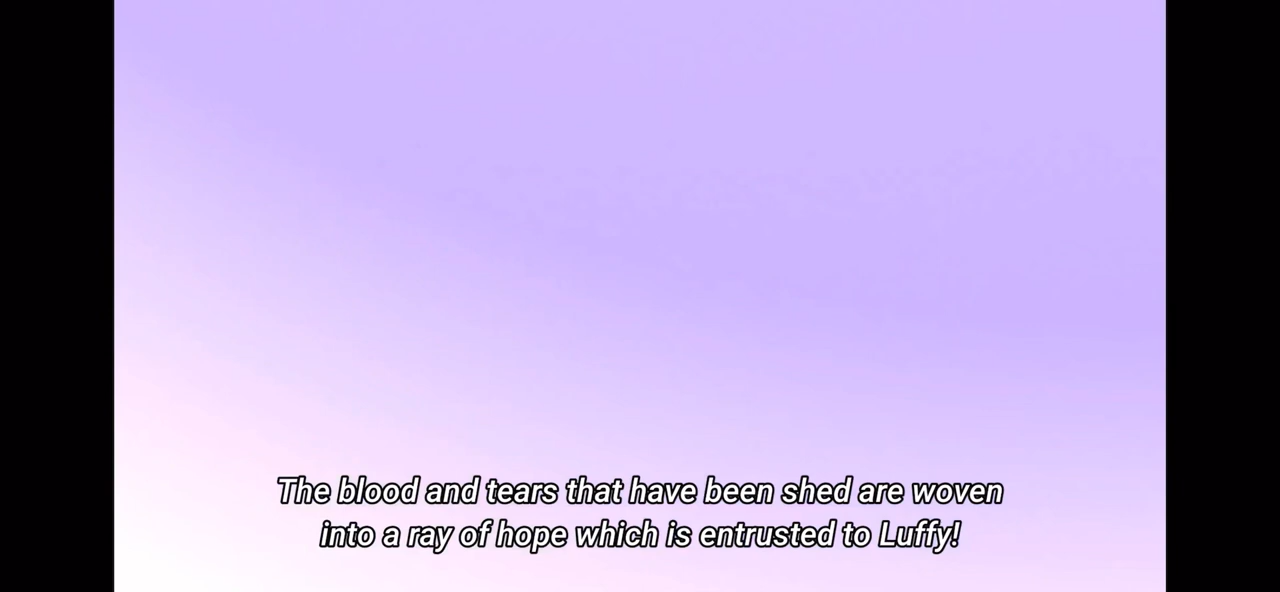 The blood and tears that have been shed are woven
into a ray of hope which is entrusted to Luffy!